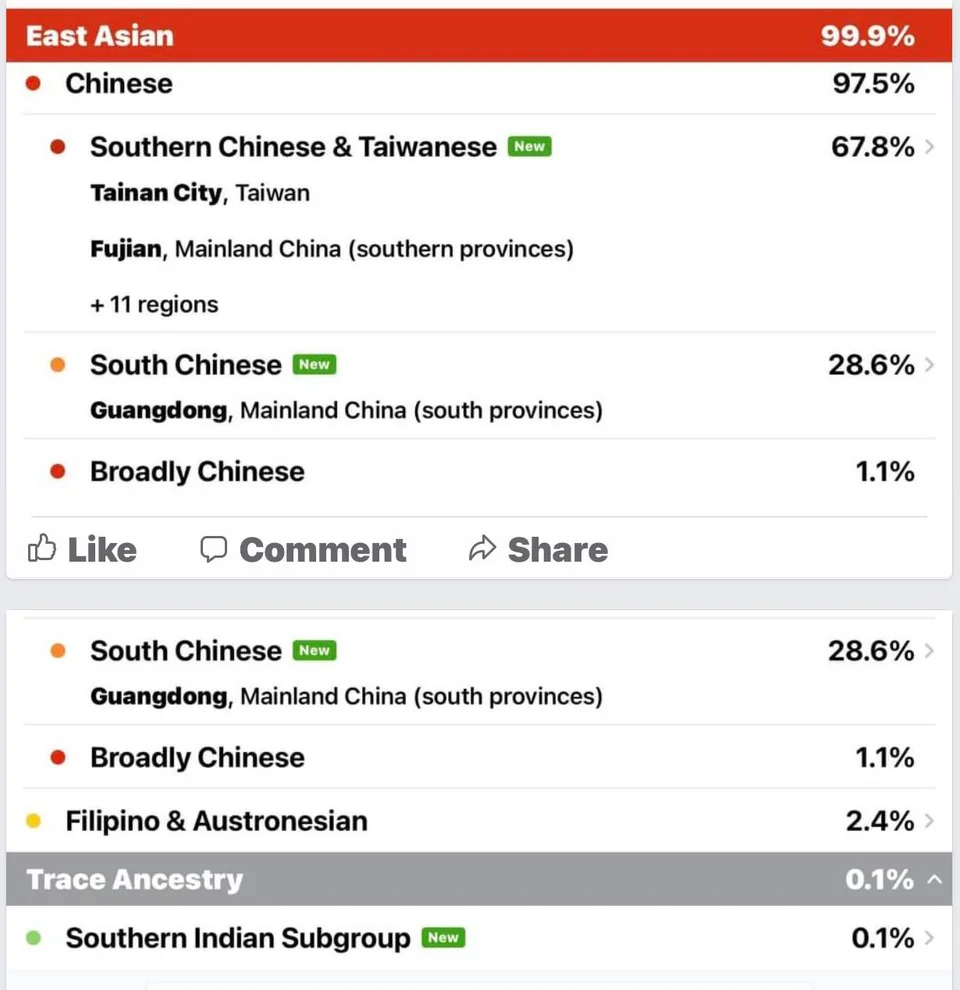 East Asian 99.9%
Chinese 97.5%
Southern Chinese & Taiwanese New 67.8%
Tainan City, Taiwan
Fujian, Mainland China (southern provinces)
+ 11 regions
South Chinese New 28.6%
Guangdong, Mainland China (south provinces)
Broadly Chinese 1.1%
Like Comment Share
South Chinese New 28.6%
Guangdong, Mainland China (south provinces)
Broadly Chinese 1.1%
Filipino & Austronesian 2.4%
Trace Ancestry 0.1%
Southern Indian Subgroup New 0.1%